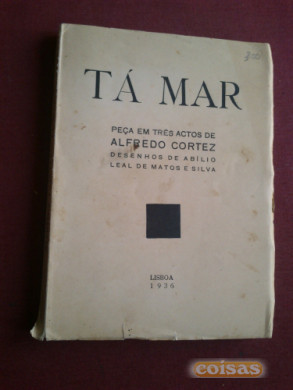 TÁ MAR
PEÇA EM TRÊS ACTOS DE
ALFREDO CORTEZ
DESENHOS DE ABÍLIO
LEAL DE MATOS E SILVA
LISBOA
1936
coisas